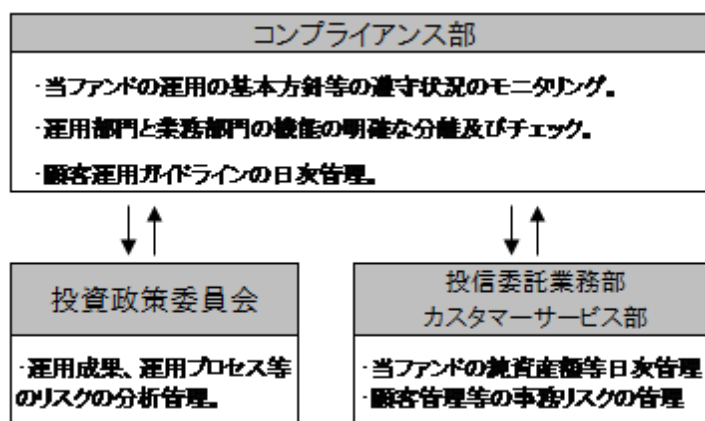 コンプライアンス部
·当ファンドの運用の基本方針等の遵守状況のモニタリング。
·運用部門と業務部門の機能の明確な分離及びチェック。
·顧客運用ガイドラインの日次管理。
投資政策委員会
·運用成果、運用プロセス等
のリスクの分析管理。
投信委託業務部
カスタマーサービス部
·当ファンドの純資産額等日次管理
·顧客管理等の事務リスクの管理